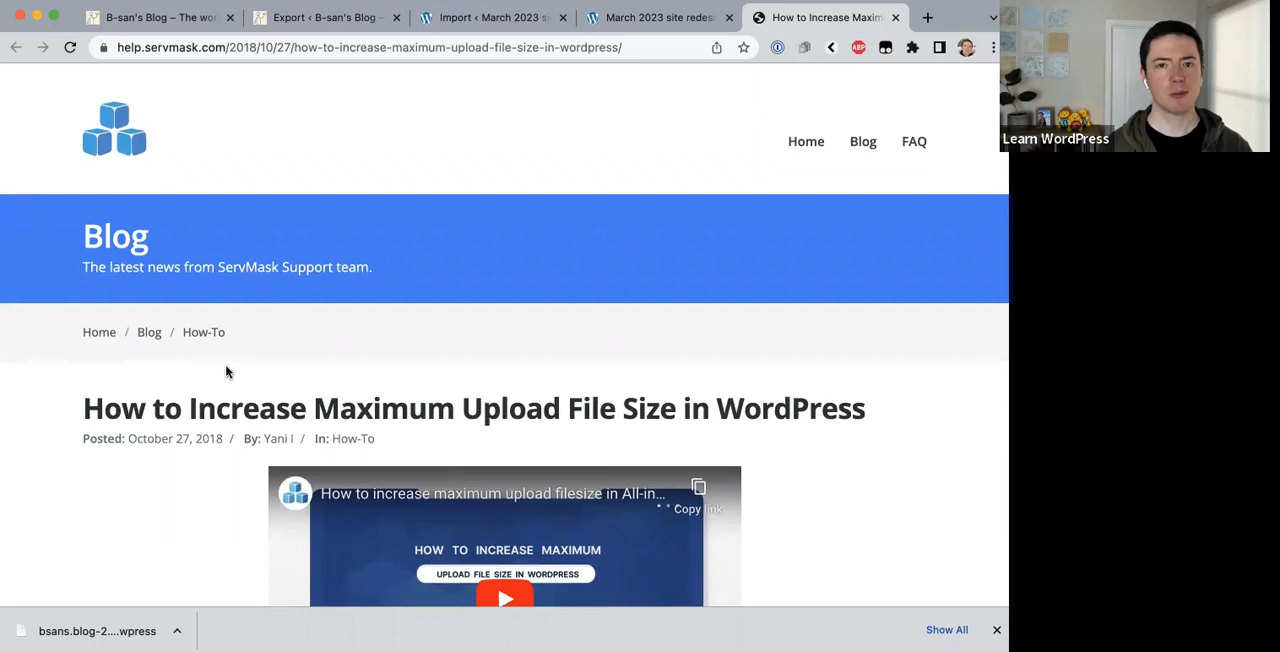 B-san's Blog – The wor
Export ‹ B-san's Blog —
Import ‹ March 2023 si
March 2023 site redes
How to Increase Maxim
help.servmask.com/2018/10/27/how-to-increase-maximum-upload-file-size-in-wordpress/
ABP
Learn WordPress
Home
Blog
FAQ
Blog
The latest news from ServMask Support team.
Home / Blog / How-To
How to Increase Maximum Upload File Size in WordPress
Posted: October 27, 2018 / By: Yani I / In: How-To
How to increase maximum upload filesize in All-in...
Copy link
HOW TO INCREASE MAXIMUM
UPLOAD FILE SIZE IN WORDPRESS
bsans.blog-2....wpress
Show All